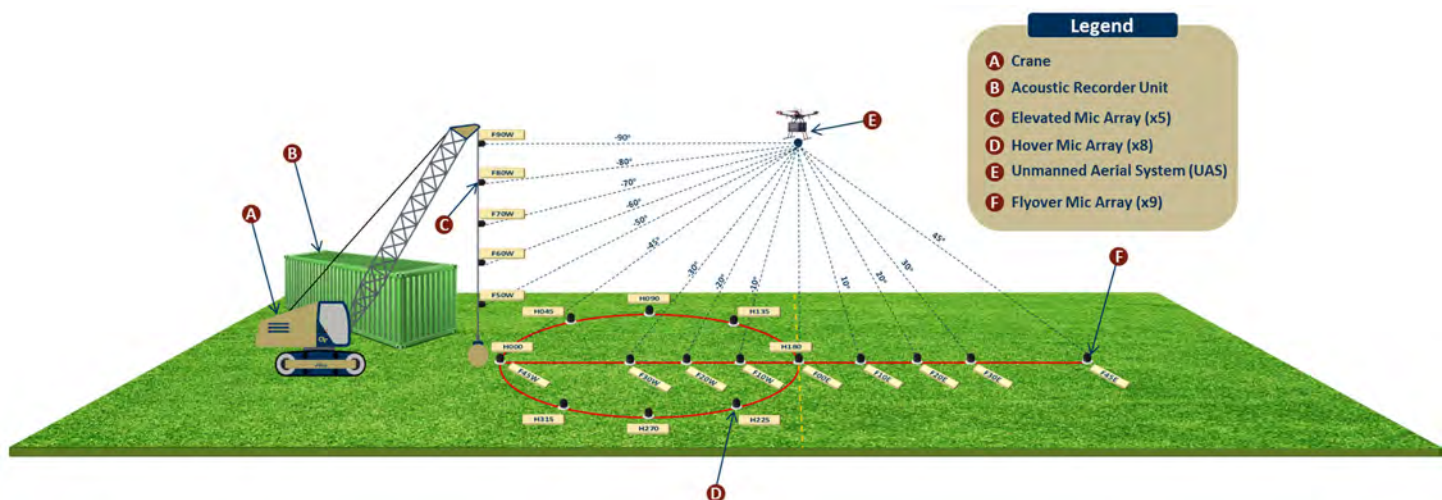 Legend
A Crane
B Acoustic Recorder Unit
C Elevated Mic Array (x5)
D Hover Mic Array (x8)
E Unmanned Aerial System (UAS)
F Flyover Mic Array (x9)
E
F90W
-90°
F80W
-80°
B
-70°
C
F70W
-60°
-50°
A
-45°
45°
F60W
F
-30°
-20°
-10°
10°
20°
30°
F50W
H090
H045
H135
H000
H180
F45W
F30W
F20W
F10W
F00E
F10E
F20E
F30E
F45E
H315
H270
H225
D